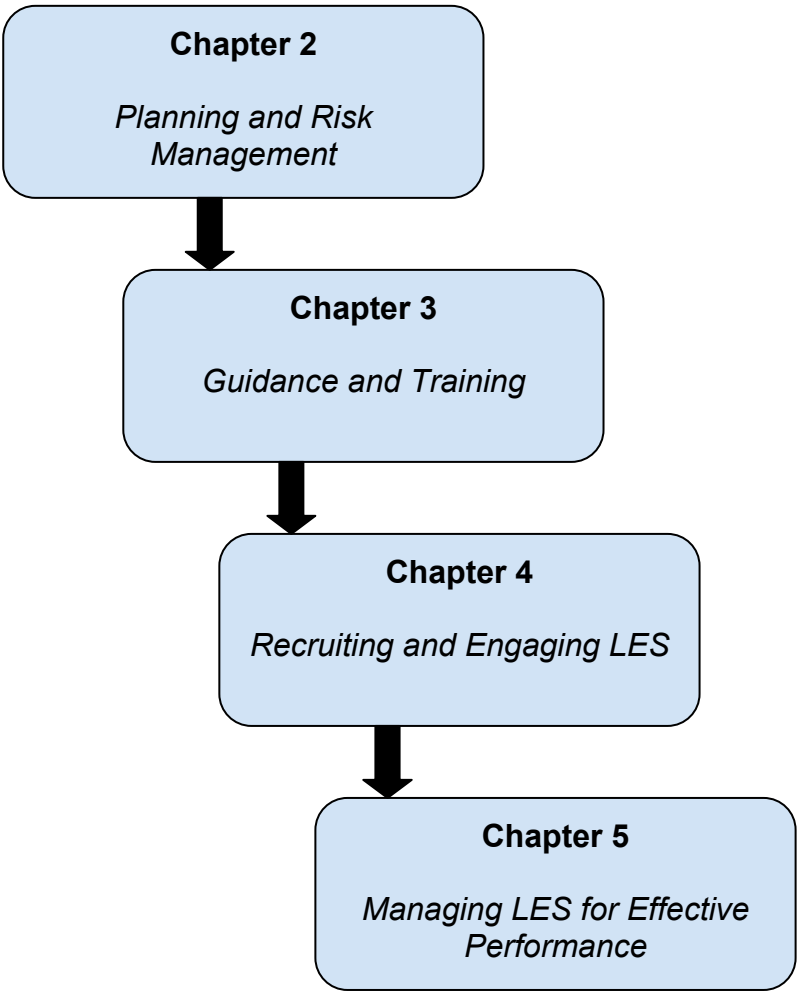 Chapter 2
Planning and Risk
Management
Chapter 3
Guidance and Training
Chapter 4
Recruiting and Engaging LES
Chapter 5
Managing LES for Effective
Performance